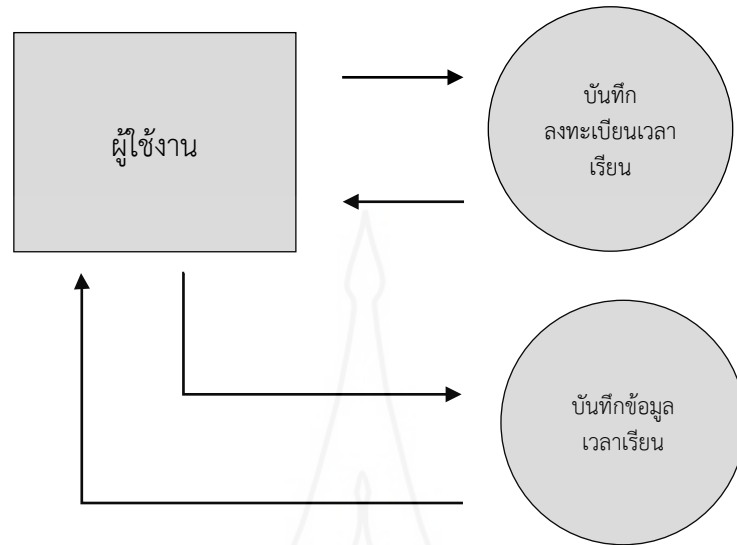 ผู้ใช้งาน
บันทึก
ลงทะเบียนเวลา
เรียน
บันทึกข้อมูล
เวลาเรียน